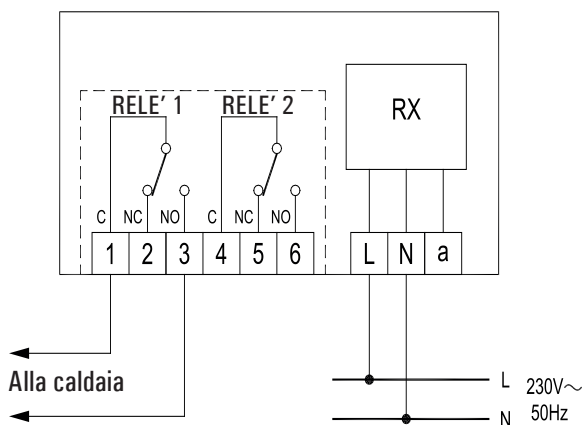 RELE' 1 RELE' 2
RX
C NC NO C NC NO
1 2 3 4 5 6 L N a
Alla caldaia
L 230V~
N 50Hz